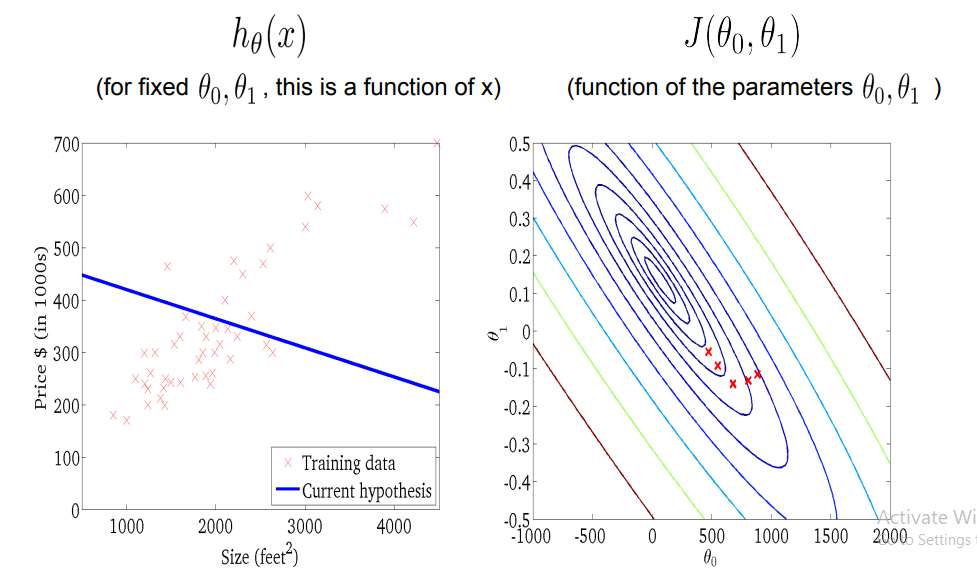 hθ(x)
(for fixed θ0, θ1, this is a function of x)
700
600
500
400
300
200
100
0
Price $ (in 1000s)
1000 2000 3000 4000
Size (feet²)
Training data
Current hypothesis
J(θ0, θ1)
(function of the parameters θ0, θ1 )
0.5
0.4
0.3
0.2
0.1
0
-0.1
-0.2
-0.3
-0.4
-0.5
θ1
-1000 -500 0 500 1000 1500 2000
θ0
Activate Wi
to Settings t